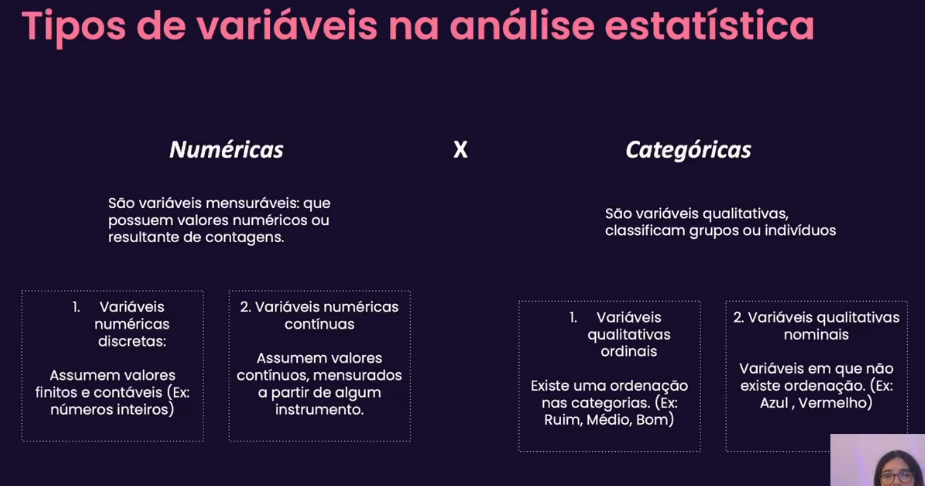 Tipos de variáveis na análise estatística
Numéricas
X
Categóricas
São variáveis mensuráveis: que
possuem valores numéricos ou
resultante de contagens.
São variáveis qualitativas,
classificam grupos ou indivíduos
1. Variáveis
numéricas
discretas:
Assumem valores
finitos e contáveis (Ex:
números inteiros)
2. Variáveis numéricas
contínuas
Assumem valores
contínuos, mensurados
a partir de algum
instrumento.
1. Variáveis
qualitativas
ordinais
Existe uma ordenação
nas categorias. (Ex:
Ruim, Médio, Bom)
2. Variáveis qualitativas
nominais
Variáveis em que não
existe ordenação. (Ex:
Azul , Vermelho)